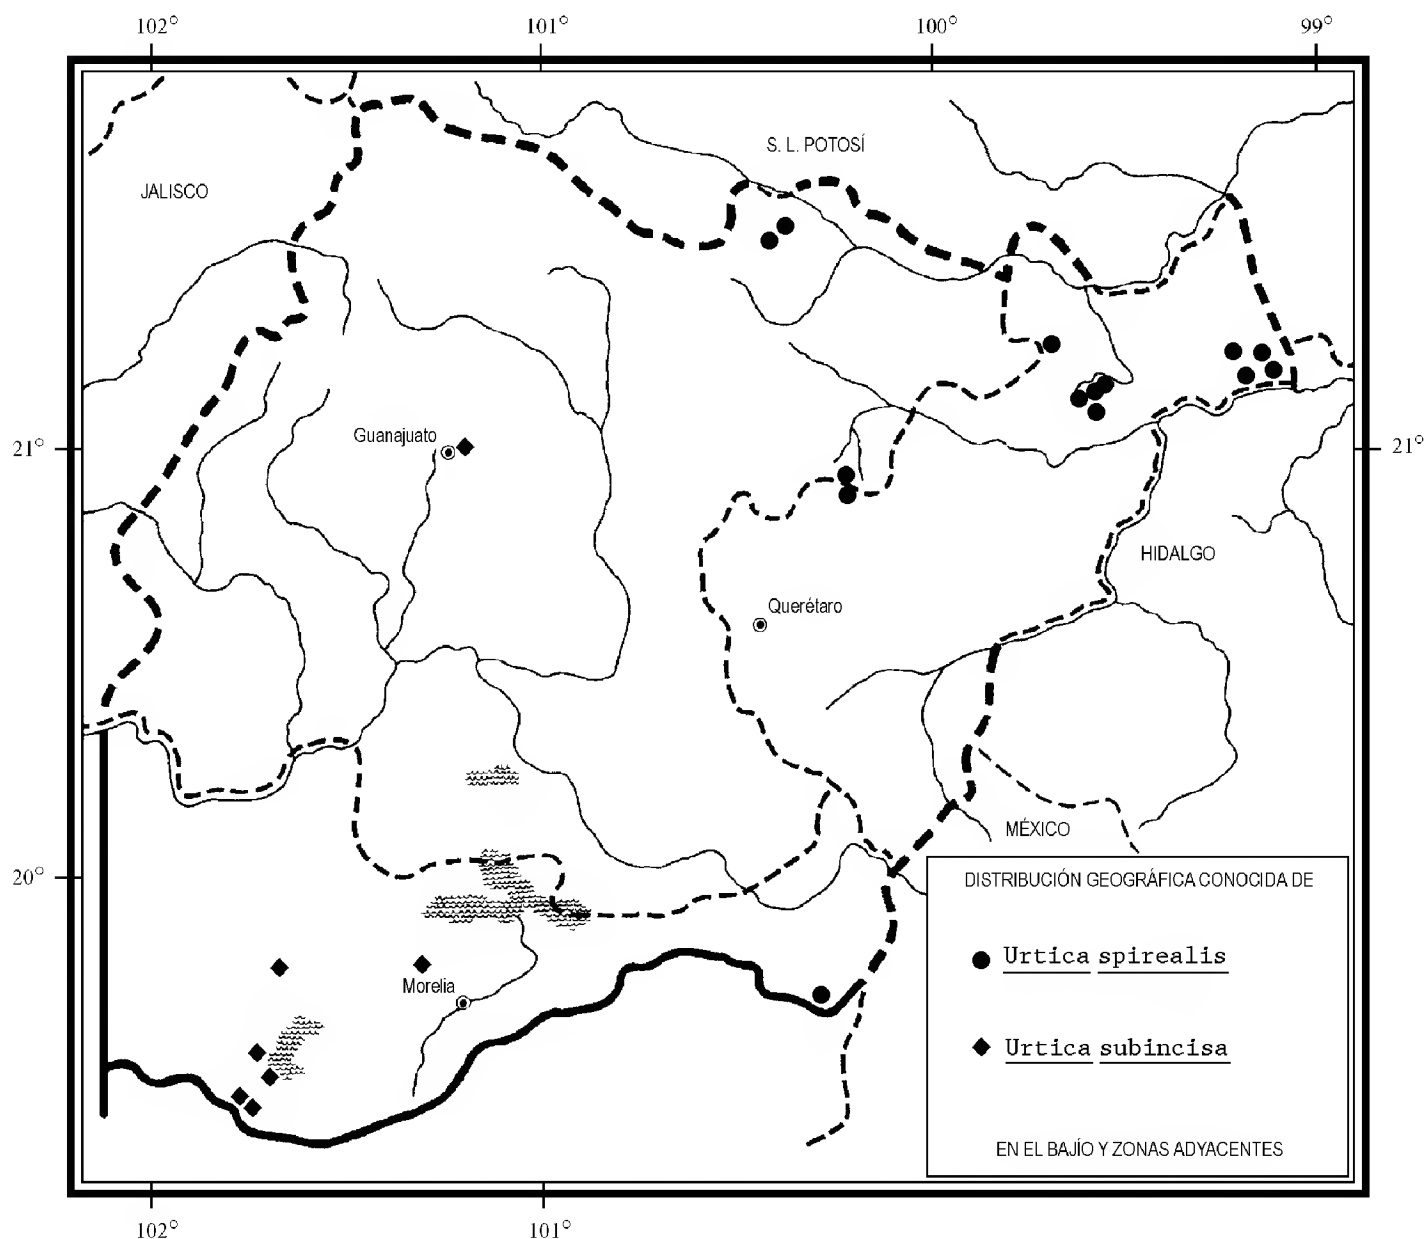 102° 101° 100° 99°
S. L. POTOSÍ
JALISCO
Guanajuato
21° 21°
HIDALGO
Querétaro
MÉXICO
20°
DISTRIBUCIÓN GEOGRÁFICA CONOCIDA DE
Urtica spirealis
Morelia
Urtica subincisa
EN EL BAJÍO Y ZONAS ADYACENTES
102° 101°